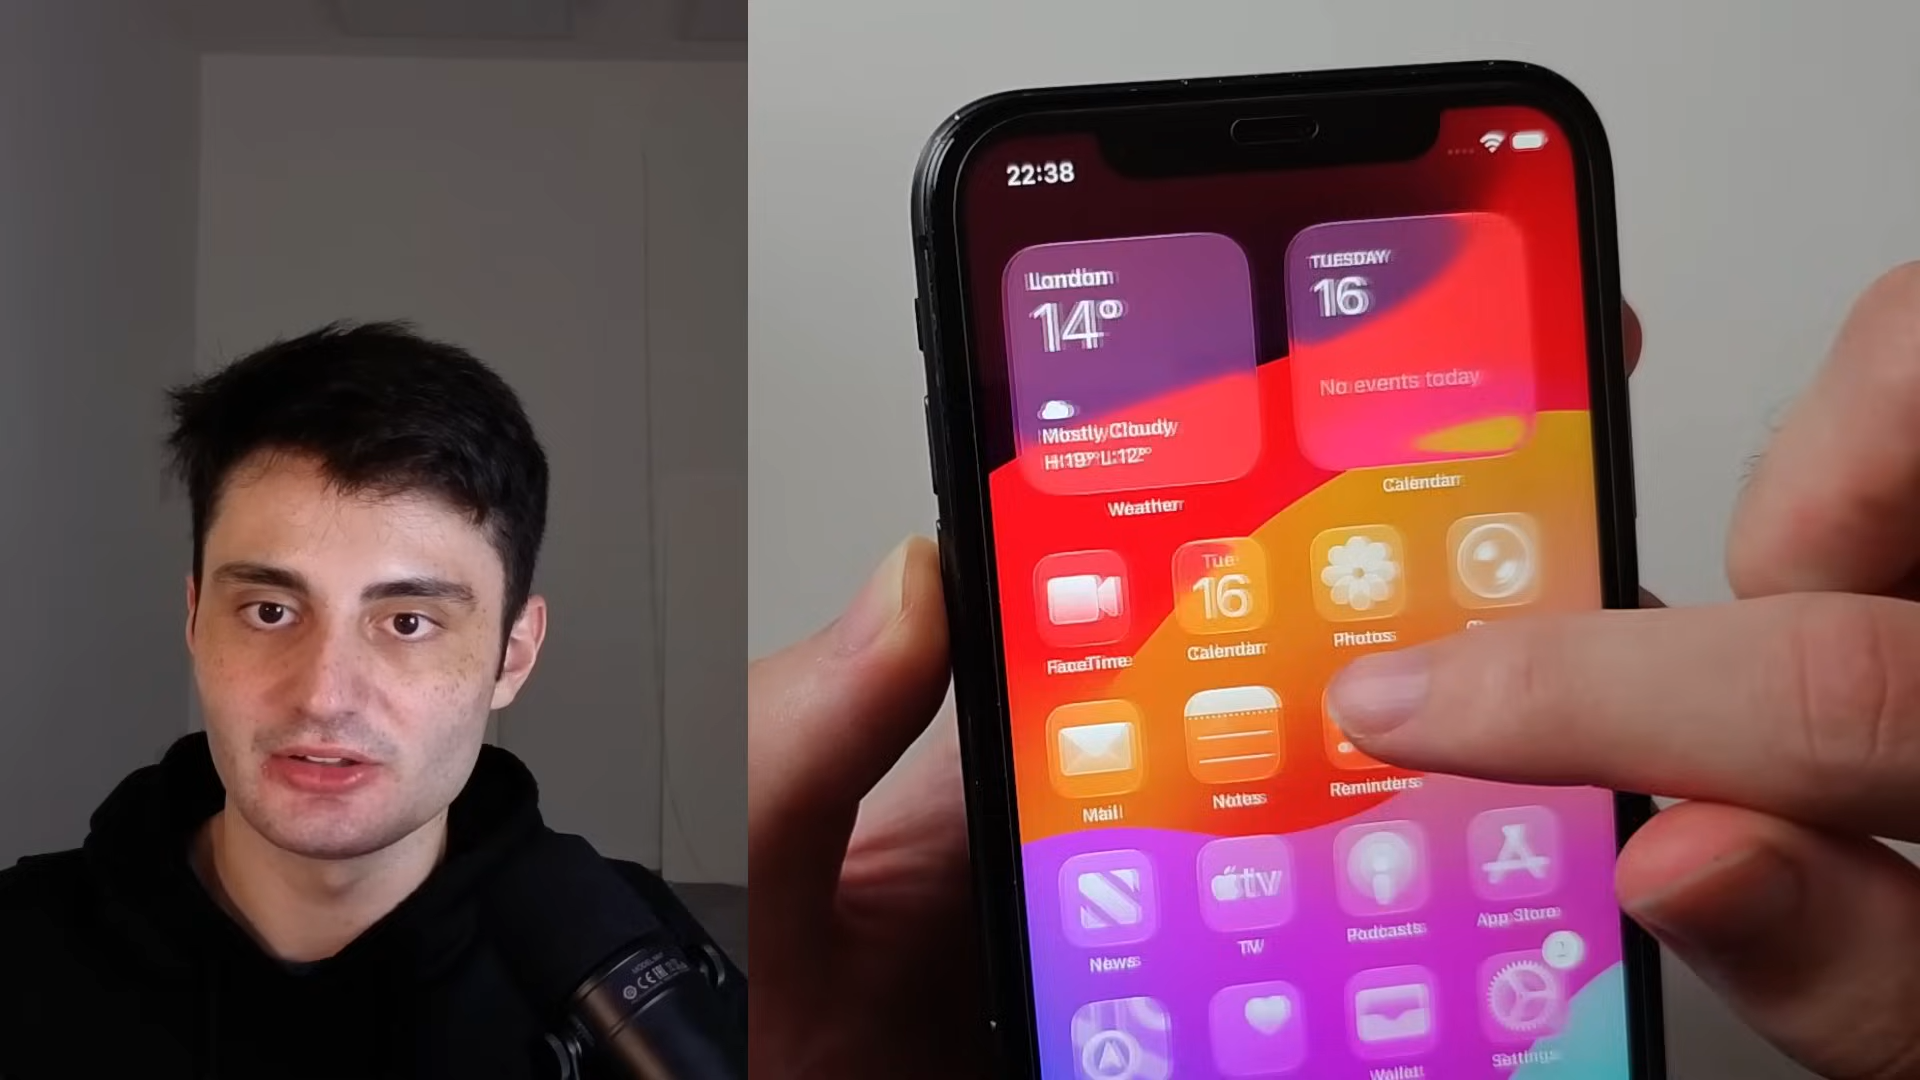 22:38
London
14°
Mostly Cloudy
H:19° L:12°
Weather
TUESDAY
16
No events today
Calendar
FaceTime
Tue
16
Calendar
Photos
Mail
Notes
Reminders
News
tv
TV
Podcasts
App Store
Wallet
Settings